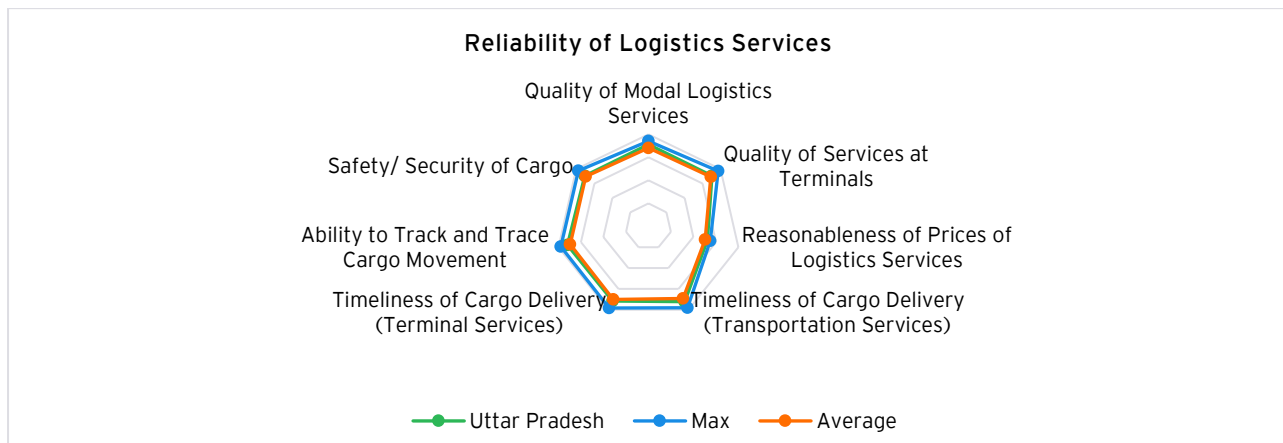 Reliability of Logistics Services
Quality of Modal Logistics
Services
Quality of Services at
Terminals
Reasonableness of Prices of
Logistics Services
Timeliness of Cargo Delivery
(Transportation Services)
Timeliness of Cargo Delivery
(Terminal Services)
Ability to Track and Trace
Cargo Movement
Safety/ Security of Cargo
Uttar Pradesh
Max
Average